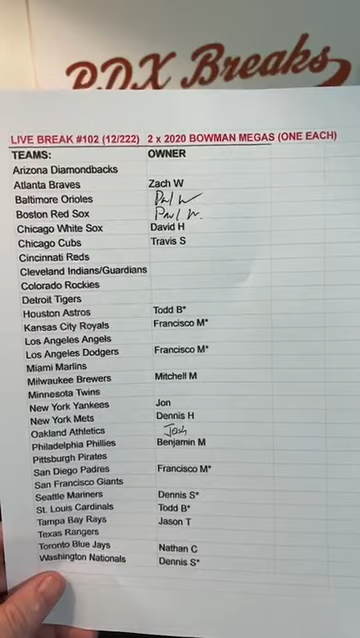 PDX Breaks
LIVE BREAK #102 (12/222) 2 x 2020 BOWMAN MEGAS (ONE EACH)
TEAMS: OWNER
Arizona Diamondbacks
Atlanta Braves Zach W
Baltimore Orioles Paul W
Boston Red Sox Paul W.
Chicago White Sox David H
Chicago Cubs Travis S
Cincinnati Reds
Cleveland Indians/Guardians
Colorado Rockies
Detroit Tigers
Houston Astros Todd B*
Kansas City Royals Francisco M*
Los Angeles Angels
Los Angeles Dodgers Francisco M*
Miami Marlins
Milwaukee Brewers Mitchell M
Minnesota Twins
New York Yankees Jon
New York Mets Dennis H
Oakland Athletics Josh
Philadelphia Phillies Benjamin M
Pittsburgh Pirates
San Diego Padres Francisco M*
San Francisco Giants
Seattle Mariners Dennis S*
St. Louis Cardinals Todd B*
Tampa Bay Rays Jason T
Texas Rangers
Toronto Blue Jays Nathan C
Washington Nationals Dennis S*